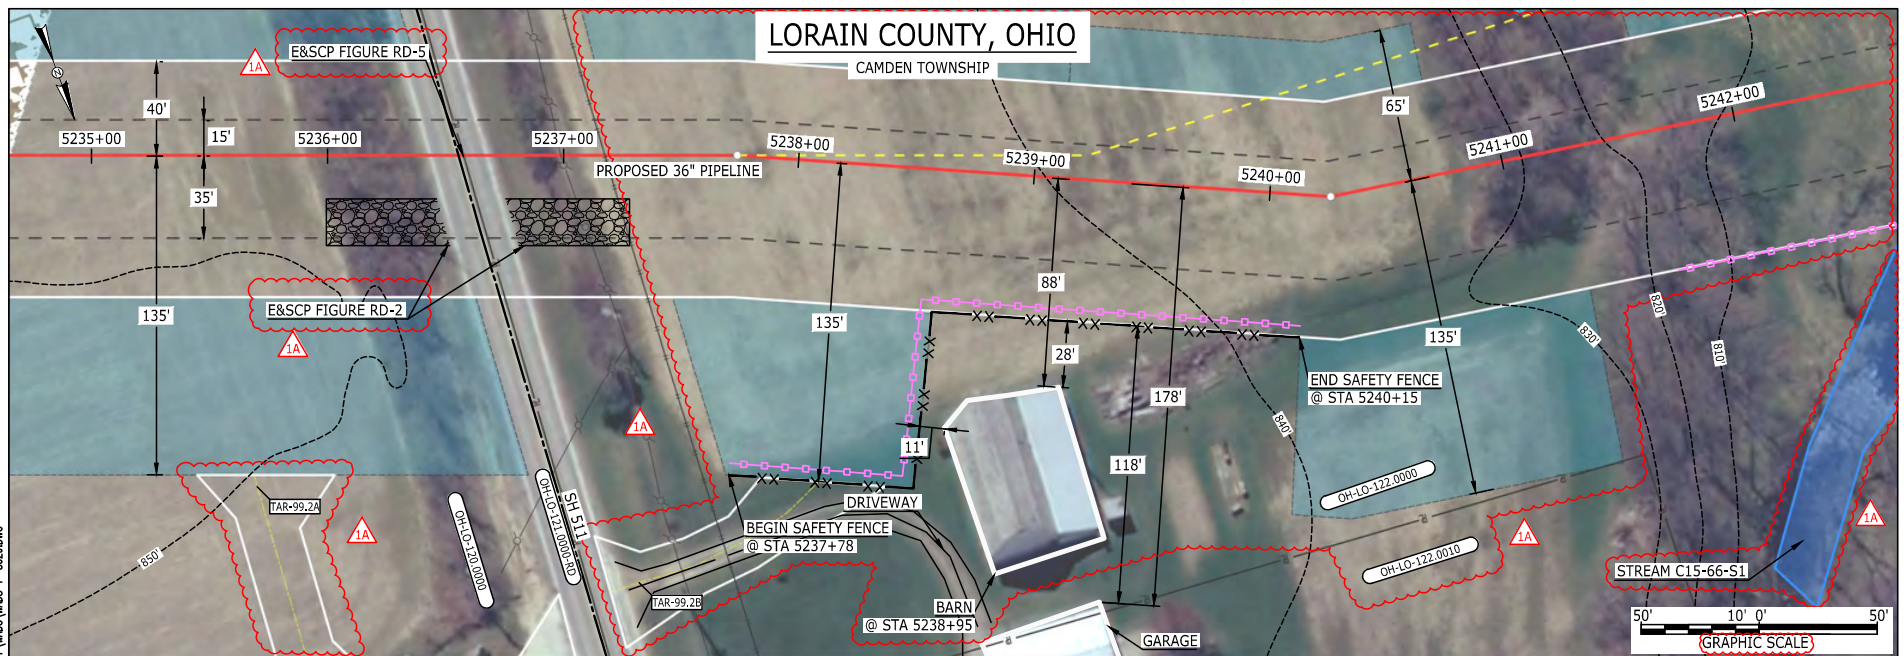 LORAIN COUNTY, OHIO
CAMDEN TOWNSHIP
E&SCP FIGURE RD-5
1A
N
40'
15'
65'
5235+00
5236+00
5237+00
5238+00
5239+00
5240+00
5241+00
5242+00
PROPOSED 36" PIPELINE
35'
135'
E&SCP FIGURE RD-2
1A
88'
135'
28'
135'
178'
118'
11'
820'
830'
810'
840'
850'
END SAFETY FENCE
@ STA 5240+15
1A
TAR-99.2A
1A
OH-LO-120.0000
OH-LO-121.0000-RD
SH 511
DRIVEWAY
BEGIN SAFETY FENCE
@ STA 5237+78
TAR-99.2B
BARN
@ STA 5238+95
GARAGE
OH-LO-122.0000
OH-LO-122.0010
1A
1A
STREAM C15-66-S1
50' 10' 0' 50'
GRAPHIC SCALE